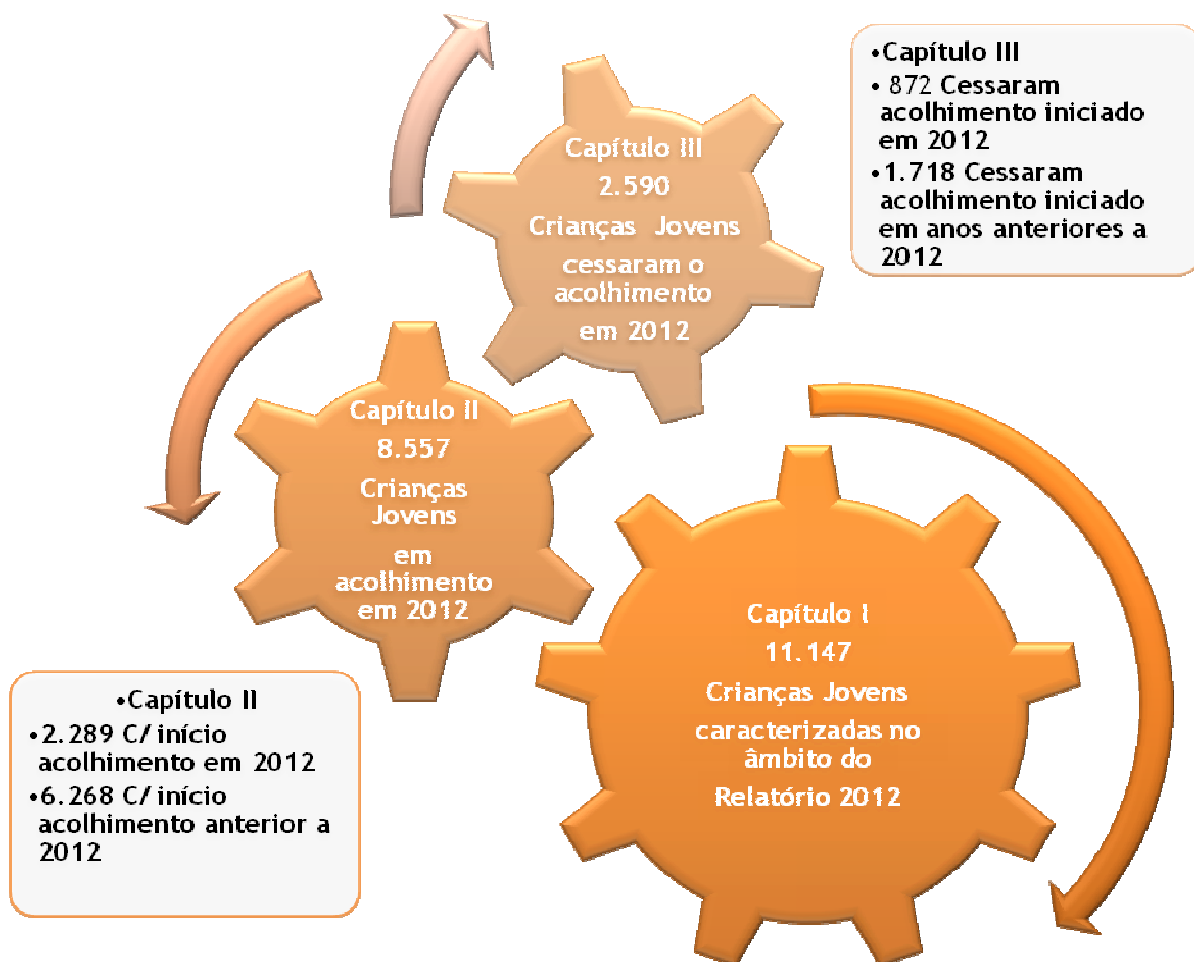 •Capítulo III
• 872 Cessaram
acolhimento iniciado
em 2012
•1.718 Cessaram
acolhimento iniciado
em anos anteriores a
2012
Capítulo III
2.590
Crianças Jovens
cessaram o
acolhimento
em 2012
Capítulo II
8.557
Crianças
Jovens
em
acolhimento
em 2012
•Capítulo II
•2.289 C/ início
acolhimento em 2012
•6.268 C/ início
acolhimento anterior a
2012
Capítulo I
11.147
Crianças Jovens
caracterizadas no
âmbito do
Relatório 2012